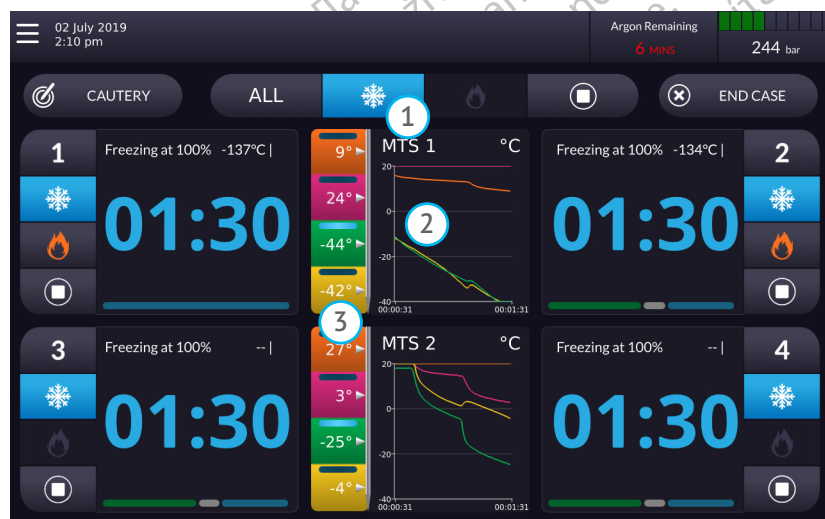 02 July 2019
2:10 pm
Argon Remaining
6 MINS
244 bar
CAUTERY
ALL
END CASE
1
1
Freezing at 100% -137°C |
01:30
9°
24°
-44°
-42°
MTS 1 °C
20
0
-20
-40
00:00:31 00:01:31
2
Freezing at 100% -134°C |
01:30
2
3
3
Freezing at 100% -- |
01:30
27°
3°
-25°
-4°
MTS 2 °C
20
0
-20
-40
00:00:31 00:01:31
Freezing at 100% -- |
01:30
4